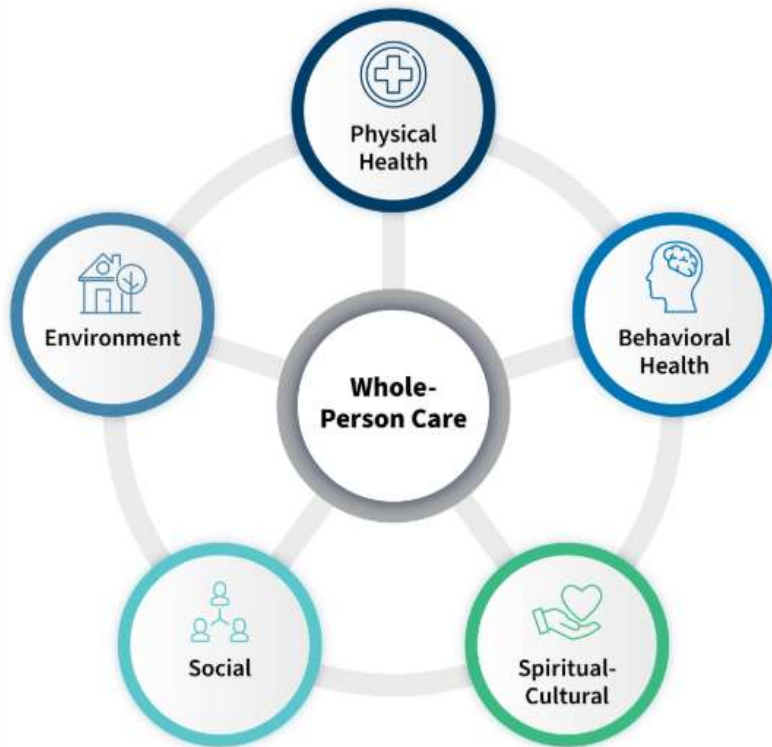 Physical
Health
Environment
Behavioral
Health
Whole-
Person Care
Social
Spiritual-
Cultural